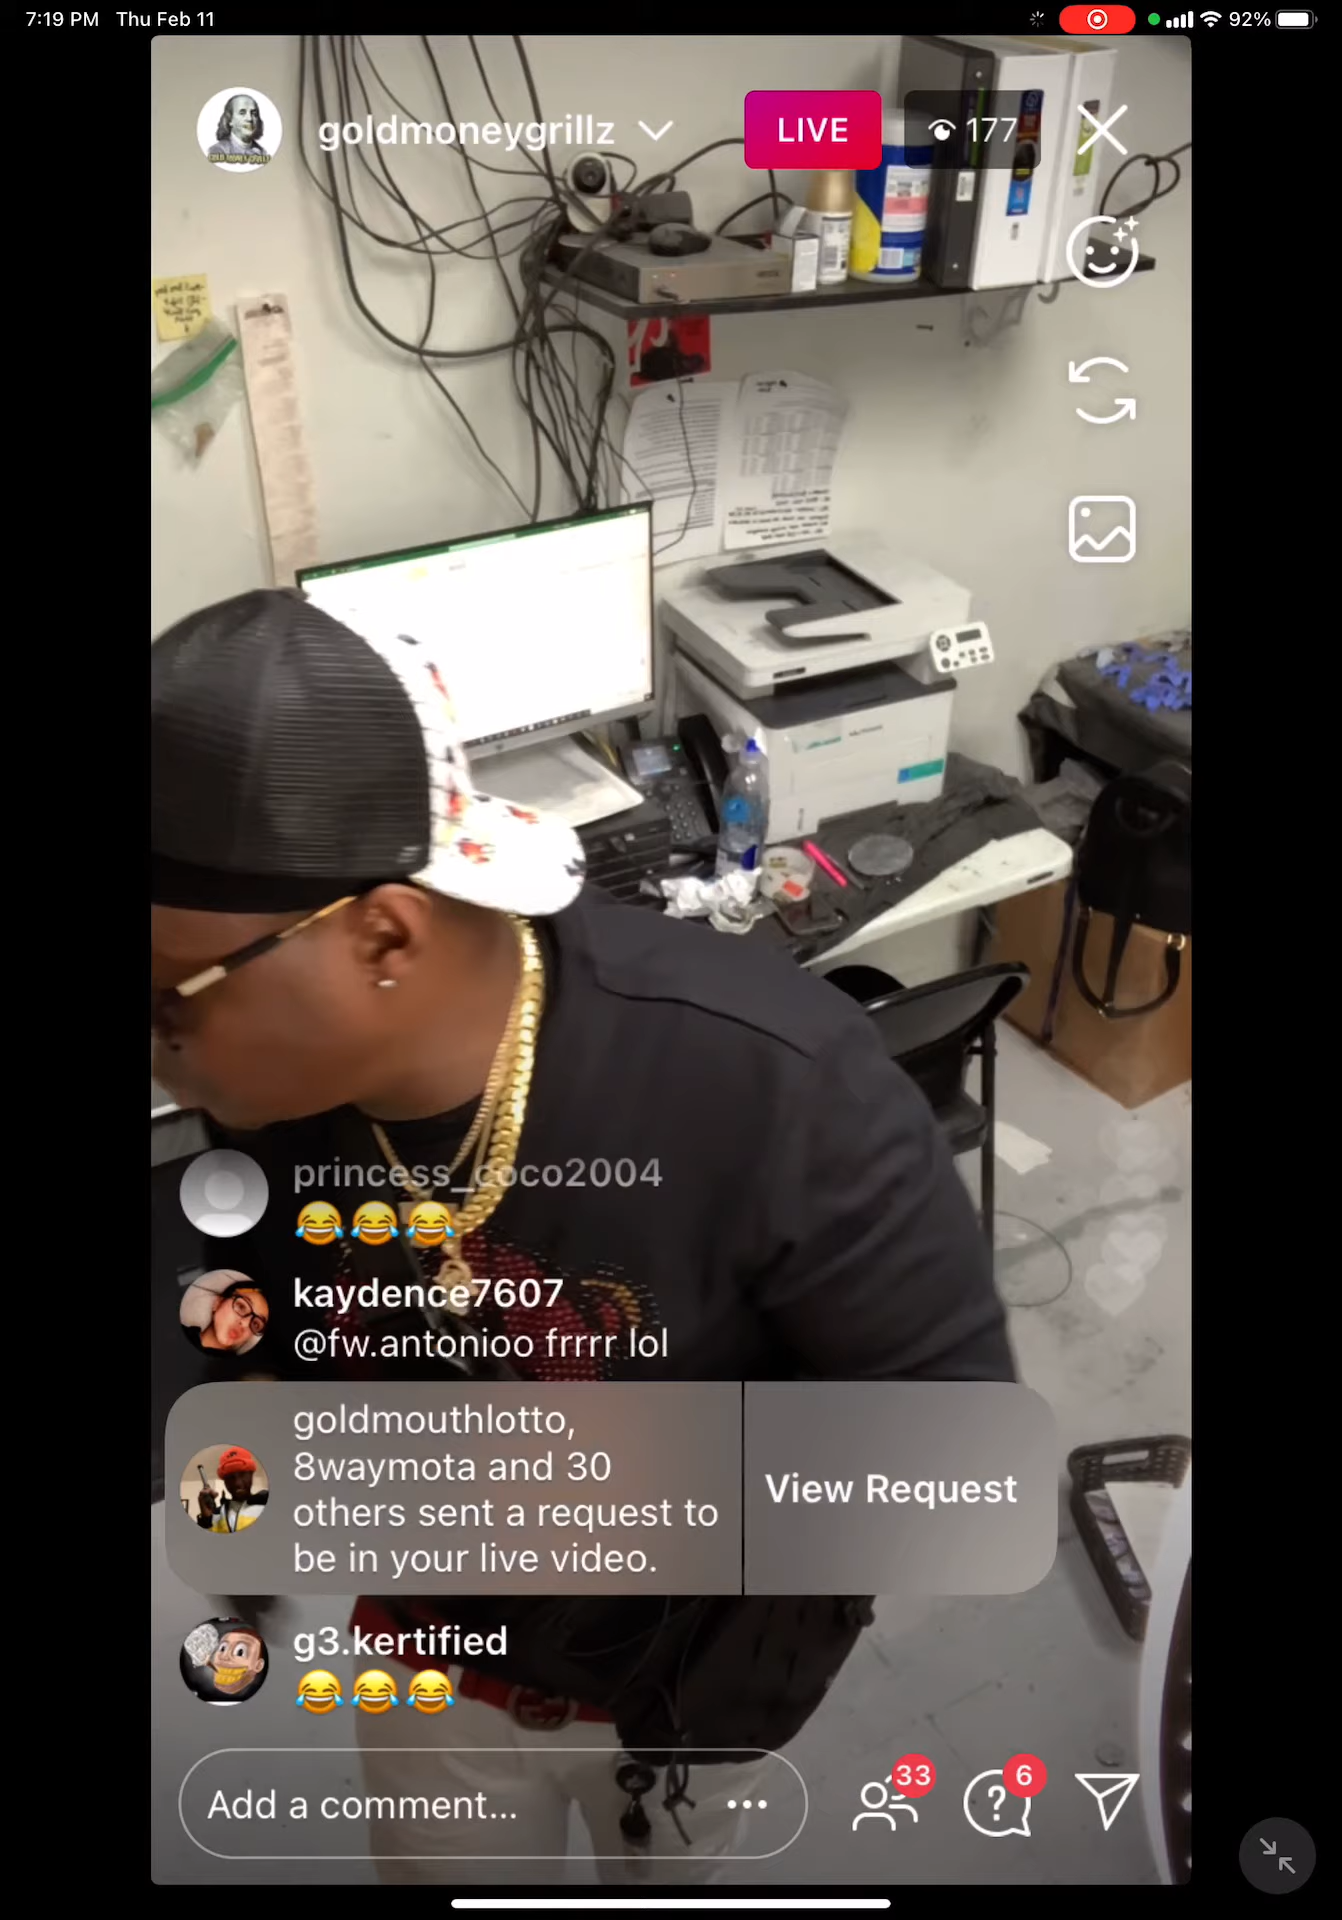 7:19 PM Thu Feb 11
92%
goldmoneygrillz
LIVE
177
princess_coco2004
😂😂😂
kaydence7607
@fw.antonioo frrrr lol
goldmouthlotto,
8waymota and 30
others sent a request to
be in your live video.
View Request
g3.kertified
😂😂😂
Add a comment...
33
6